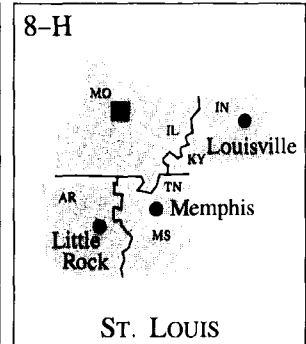 8-H
MO
IL
IN
Louisville
KY
TN
AR
Memphis
Little
Rock
MS
ST. LOUIS